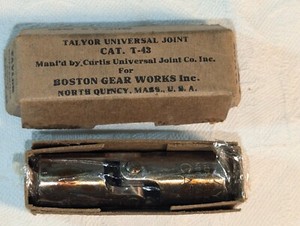 TALYOR UNIVERSAL JOINT
CAT. T-43
Manf'd by Curtis Universal Joint Co. Inc.
For
BOSTON GEAR WORKS Inc.
NORTH QUINCY, MASS., U. S. A.